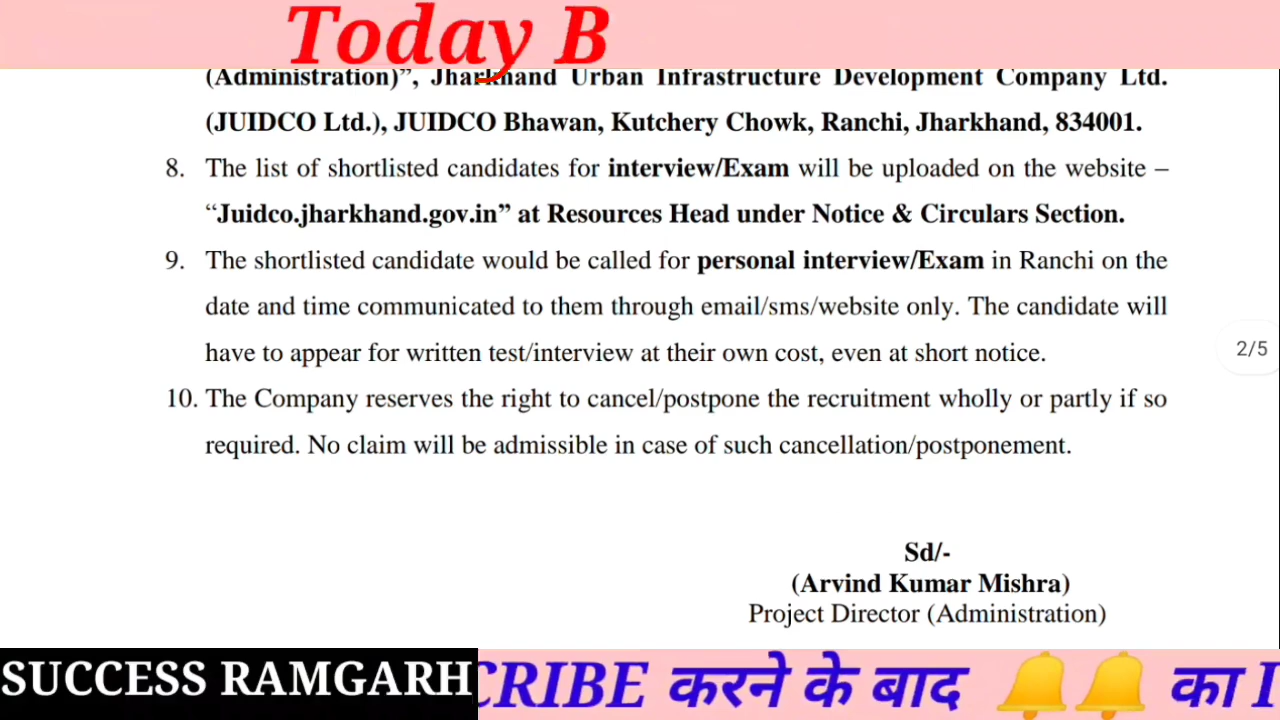 Today B
(Administration)”, Jharkhand Urban Infrastructure Development Company Ltd.
(JUIDCO Ltd.), JUIDCO Bhawan, Kutchery Chowk, Ranchi, Jharkhand, 834001.
8. The list of shortlisted candidates for interview/Exam will be uploaded on the website –
“Juidco.jharkhand.gov.in” at Resources Head under Notice & Circulars Section.
9. The shortlisted candidate would be called for personal interview/Exam in Ranchi on the
date and time communicated to them through email/sms/website only. The candidate will
have to appear for written test/interview at their own cost, even at short notice.
2/5
10. The Company reserves the right to cancel/postpone the recruitment wholly or partly if so
required. No claim will be admissible in case of such cancellation/postponement.
Sd/-
(Arvind Kumar Mishra)
Project Director (Administration)
SUCCESS RAMGARH
CRIBE करने के बाद 🔔🔔 का I